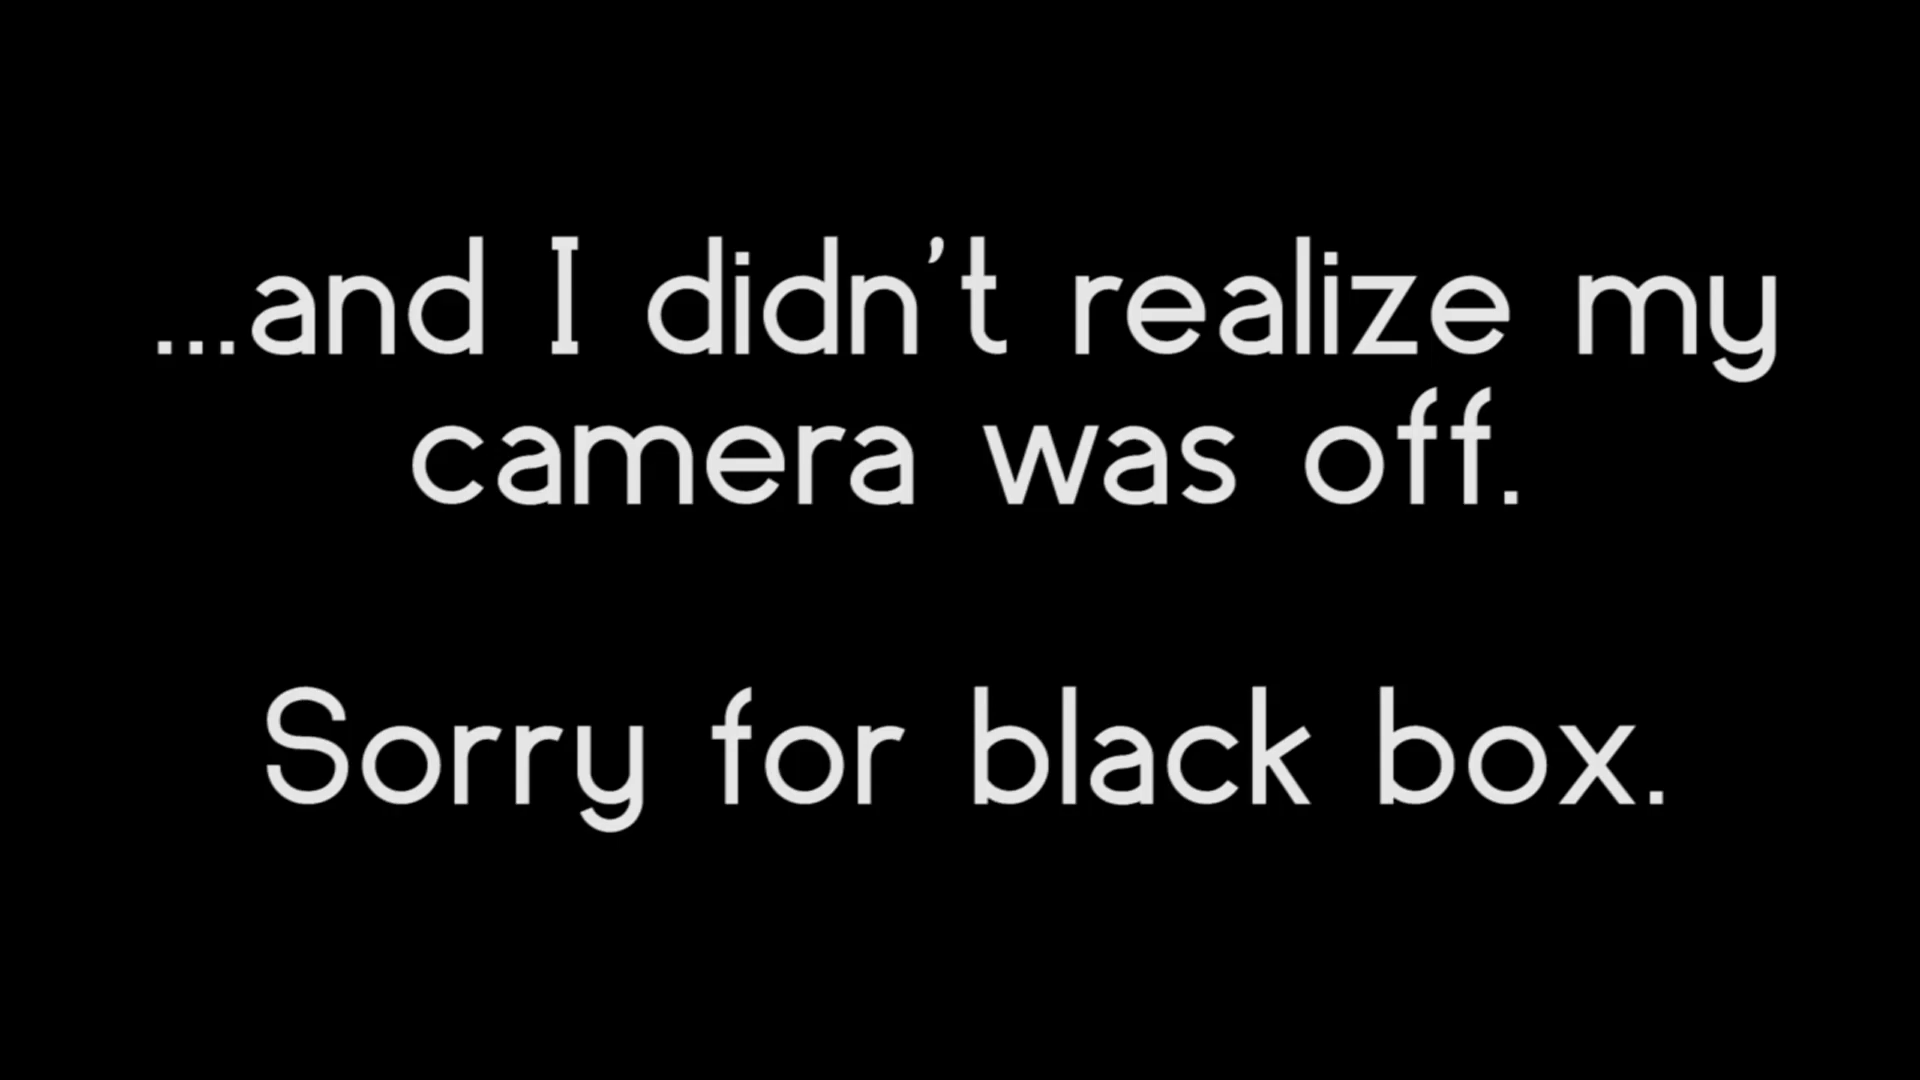 ...and I didn’t realize my
camera was off.
Sorry for black box.